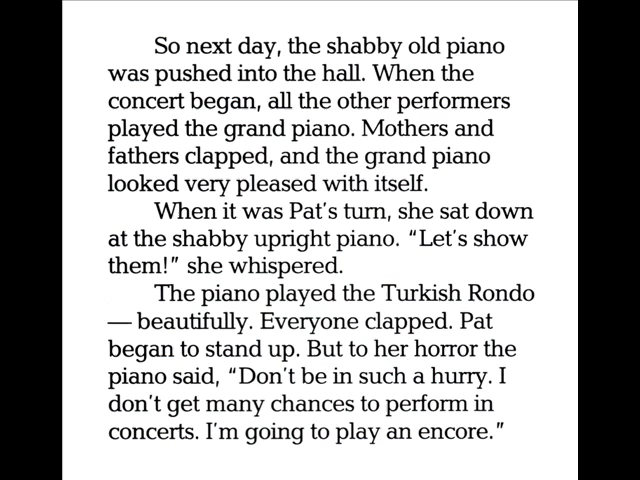 So next day, the shabby old piano
was pushed into the hall. When the
concert began, all the other performers
played the grand piano. Mothers and
fathers clapped, and the grand piano
looked very pleased with itself.
When it was Pat's turn, she sat down
at the shabby upright piano. “Let's show
them!” she whispered.
The piano played the Turkish Rondo
— beautifully. Everyone clapped. Pat
began to stand up. But to her horror the
piano said, “Don't be in such a hurry. I
don't get many chances to perform in
concerts. I'm going to play an encore.”